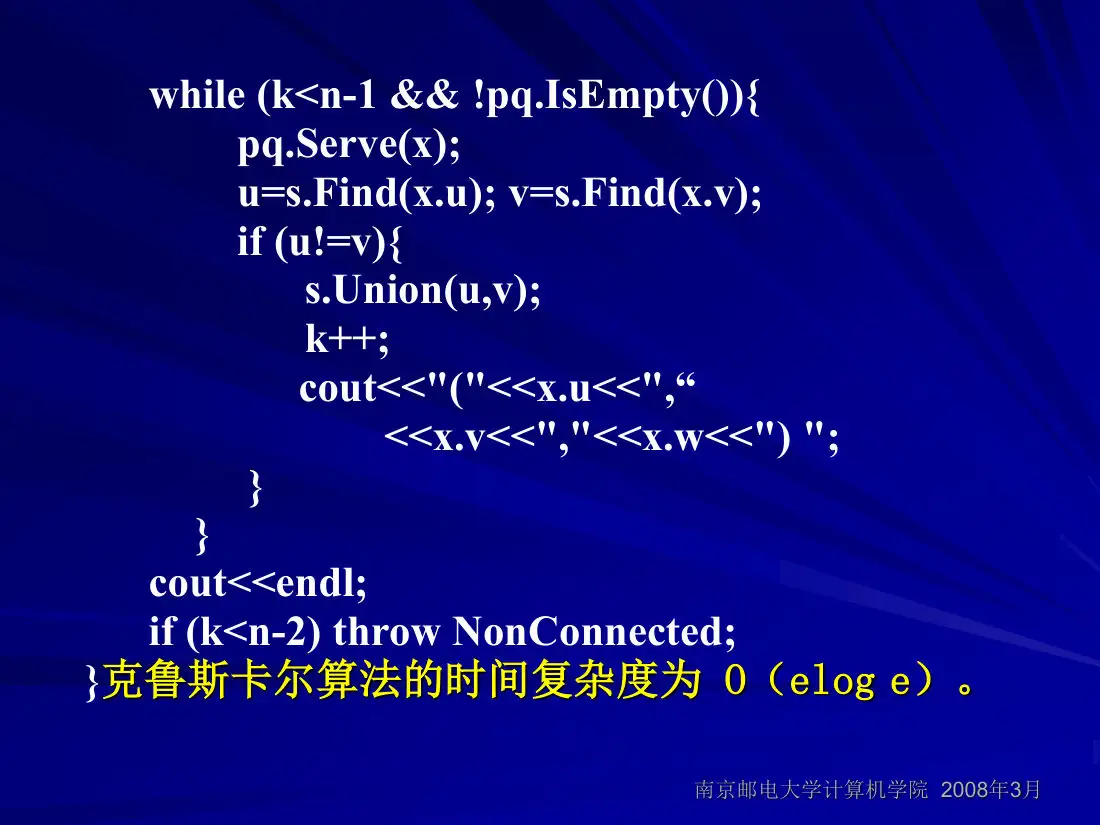 while (k<n-1 && !pq.IsEmpty()){
pq.Serve(x);
u=s.Find(x.u); v=s.Find(x.v);
if (u!=v){
s.Union(u,v);
k++;
cout<<"("<<x.u<<",“
<<x.v<<","<<x.w<<") ";
}
}
cout<<endl;
if (k<n-2) throw NonConnected;
}克鲁斯卡尔算法的时间复杂度为 O（elog e）。
南京邮电大学计算机学院 2008年3月